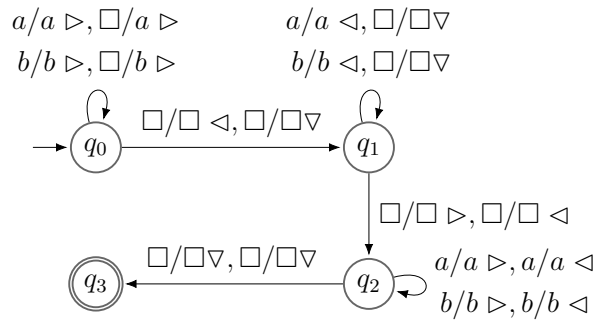 a/a ▷, □/a ▷
b/b ▷, □/b ▷
a/a ◁, □/□▽
b/b ◁, □/□▽
q₀
□/□ ◁, □/□▽
q₁
□/□ ▷, □/□ ◁
q₃
□/□▽, □/□▽
q₂
a/a ▷, a/a ◁
b/b ▷, b/b ◁